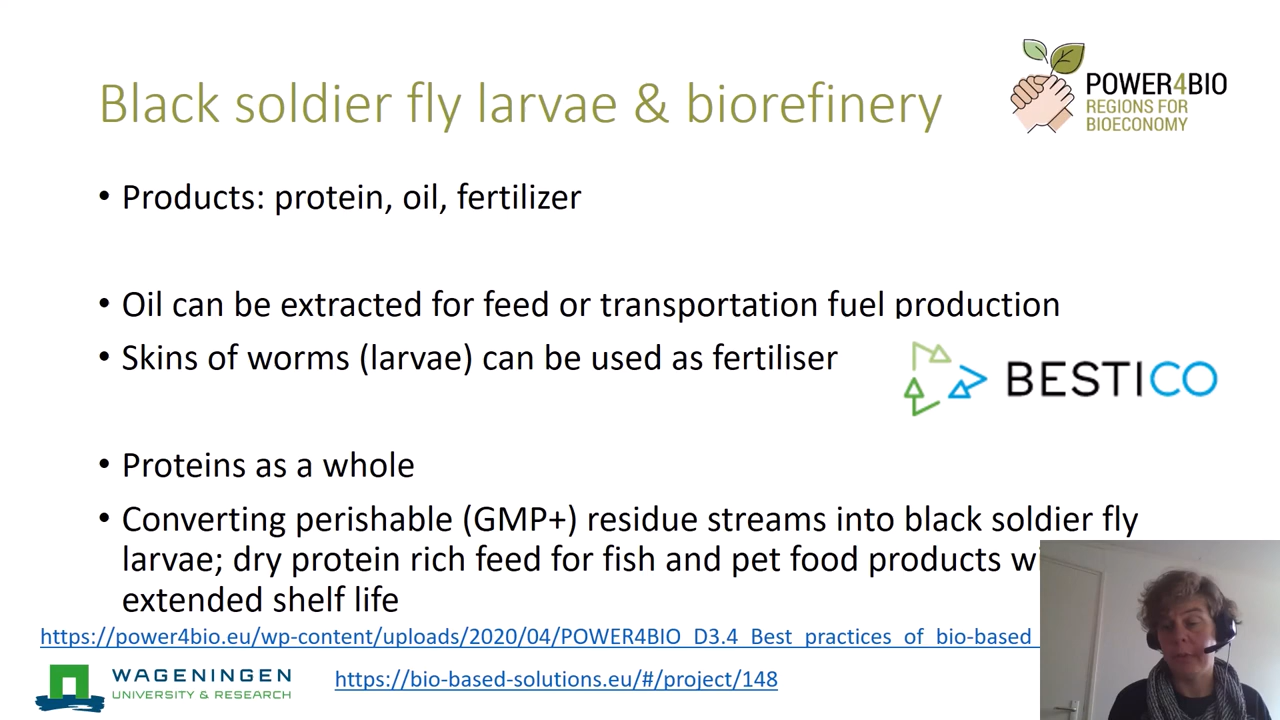 Black soldier fly larvae & biorefinery
POWER4BIO
REGIONS FOR
BIOECONOMY
• Products: protein, oil, fertilizer
• Oil can be extracted for feed or transportation fuel production
• Skins of worms (larvae) can be used as fertiliser
BESTICO
• Proteins as a whole
• Converting perishable (GMP+) residue streams into black soldier fly
larvae; dry protein rich feed for fish and pet food products
extended shelf life
https://power4bio.eu/wp-content/uploads/2020/04/POWER4BIO_D3.4_Best_practices_of_bio-based_
WAGENINGEN
UNIVERSITY & RESEARCH
https://bio-based-solutions.eu/#/project/148